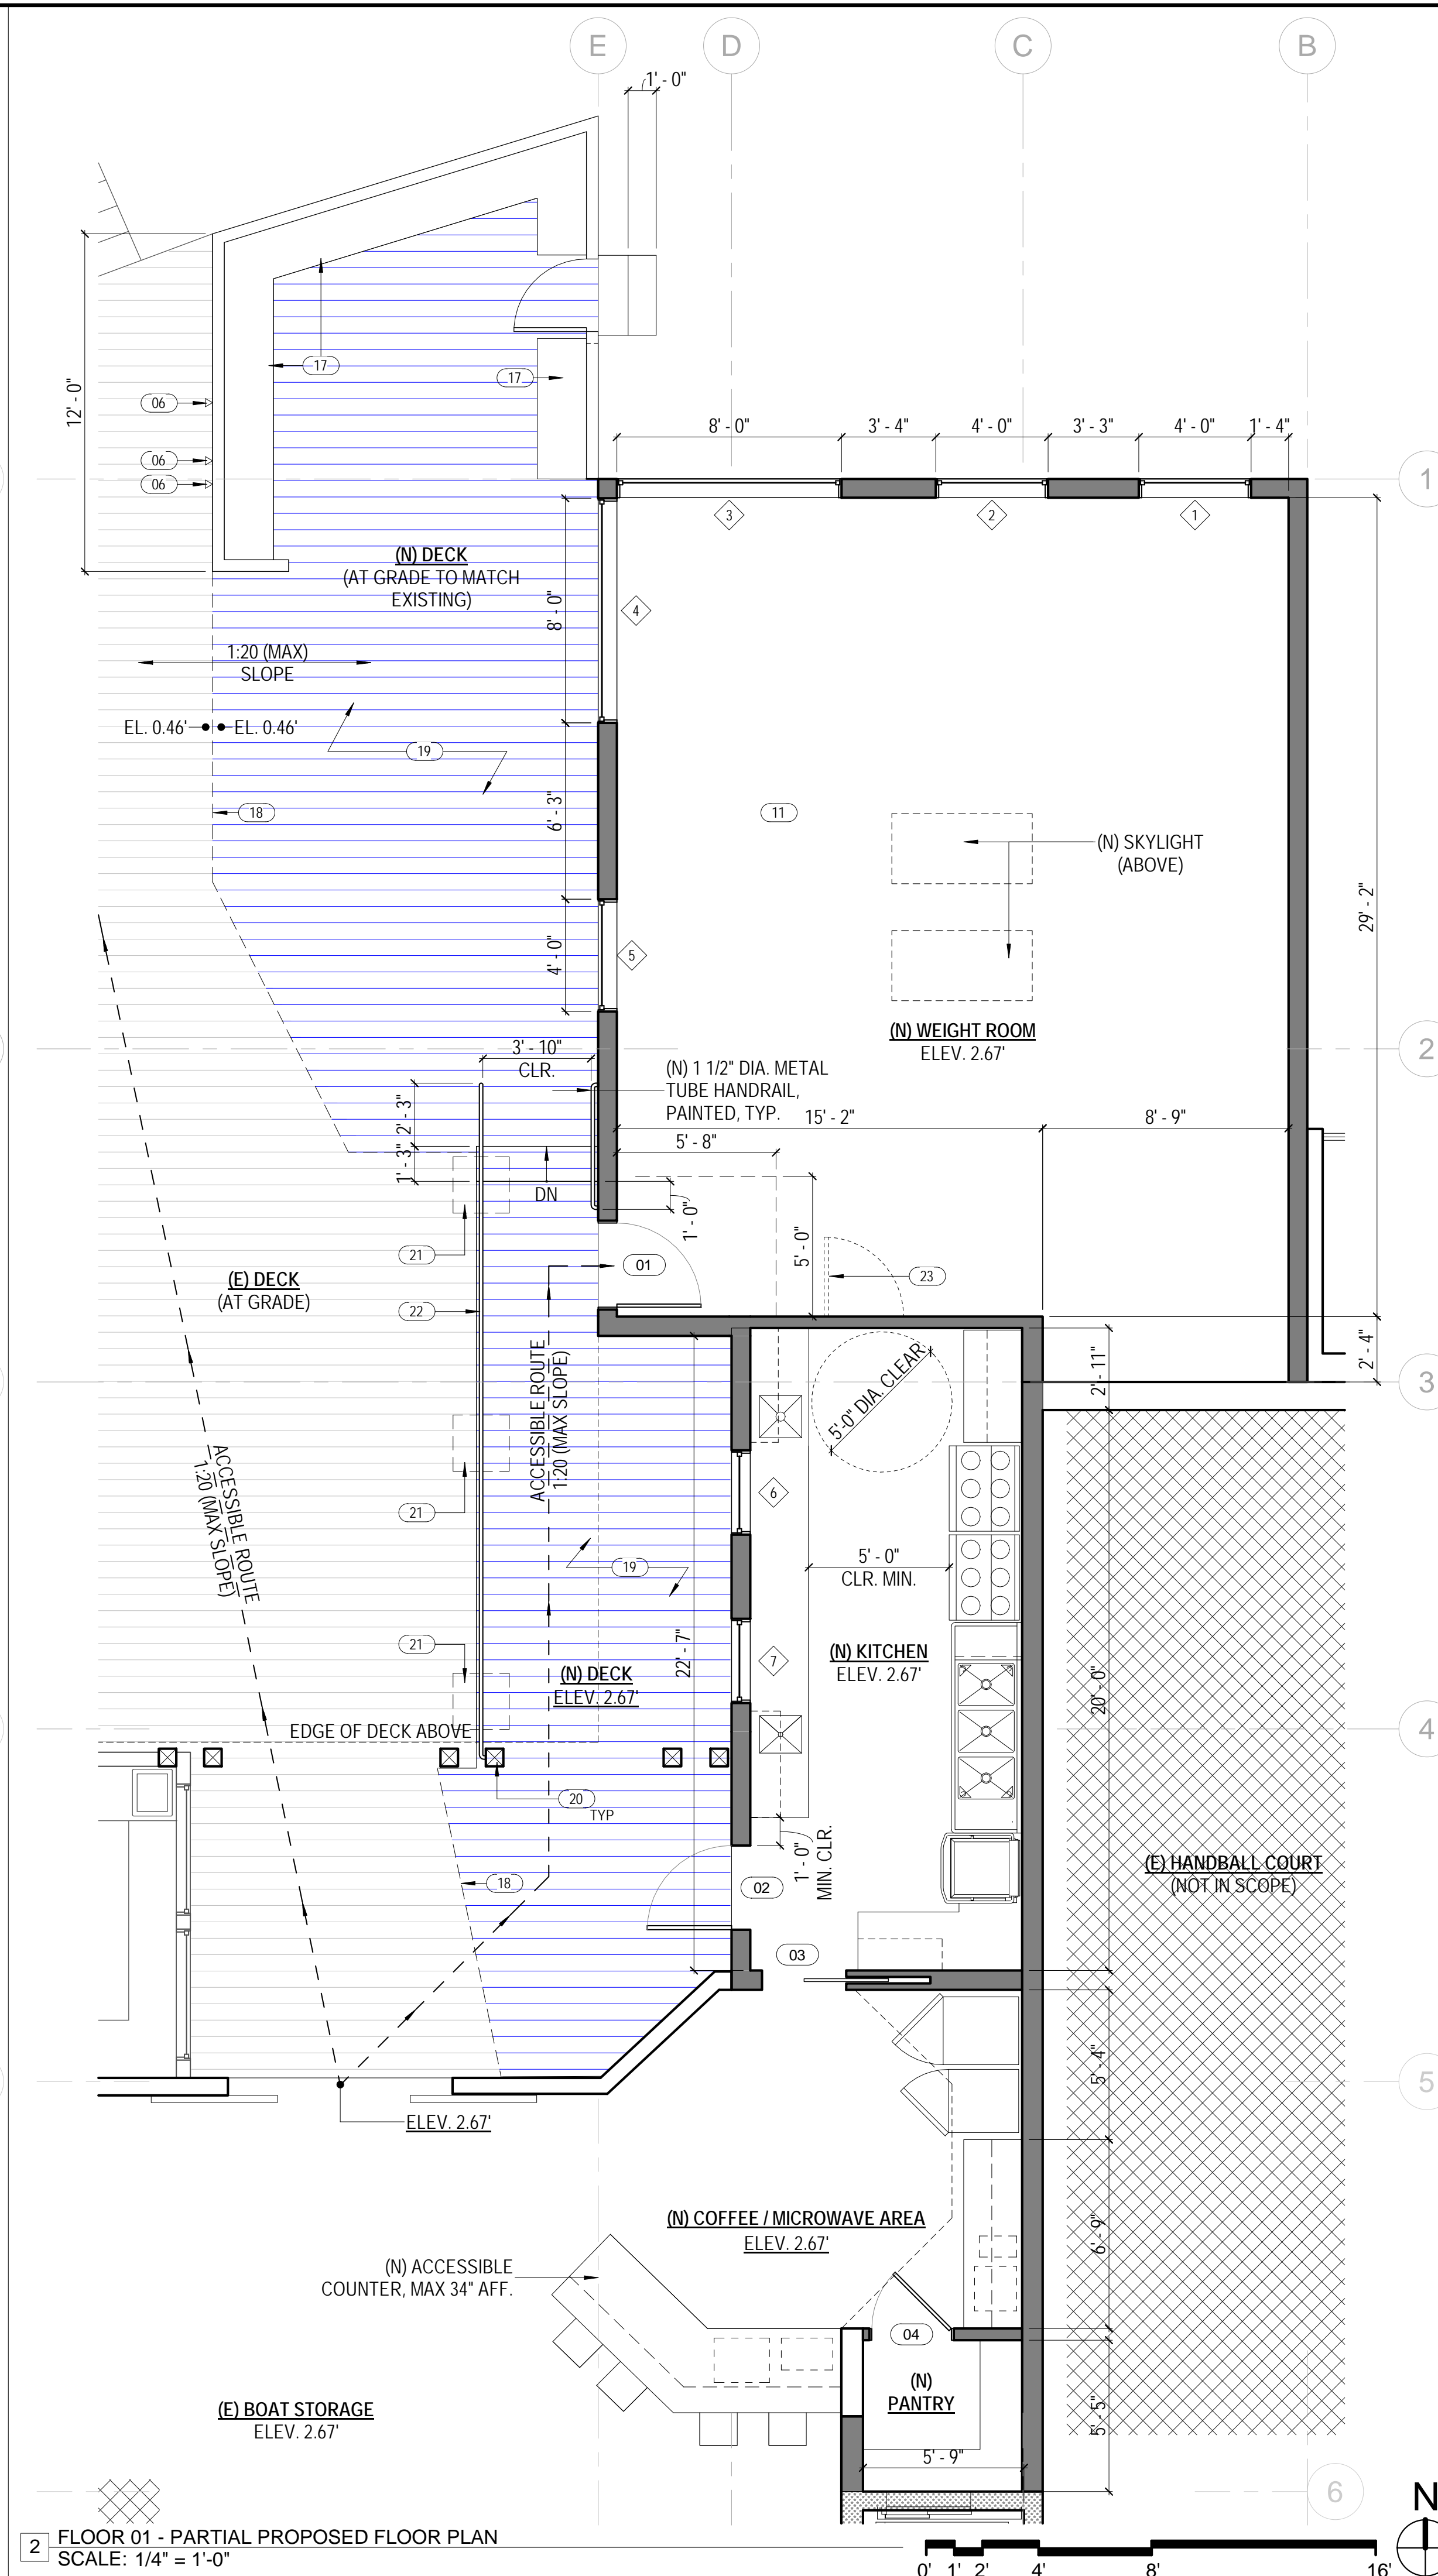 E
D
C
B
1' - 0"
12' - 0"
17
17
06
06
06
8' - 0"
3' - 4"
4' - 0"
3' - 3"
4' - 0"
1' - 4"
1
3
2
1
(N) DECK
(AT GRADE TO MATCH
EXISTING)
8' - 0"
4
1:20 (MAX)
SLOPE
EL. 0.46'
EL. 0.46'
19
18
6' - 3"
11
(N) SKYLIGHT
(ABOVE)
29' - 2"
4' - 0"
5
(N) WEIGHT ROOM
ELEV. 2.67'
2
3' - 10"
CLR.
(N) 1 1/2" DIA. METAL
TUBE HANDRAIL,
PAINTED, TYP.
15' - 2"
8' - 9"
2' - 3"
1' - 3"
5' - 8"
DN
1' - 0"
5' - 0"
21
01
23
(E) DECK
(AT GRADE)
22
ACCESSIBLE ROUTE
1:20 (MAX SLOPE)
5'-0" DIA. CLEAR
2' - 11"
2' - 4"
3
ACCESSIBLE ROUTE
1:20 (MAX SLOPE)
21
6
19
5' - 0"
CLR. MIN.
21
22' - 7"
7
(N) KITCHEN
ELEV. 2.67'
(N) DECK
ELEV. 2.67'
20' - 0"
EDGE OF DECK ABOVE
4
20
TYP
1' - 0"
MIN. CLR.
18
02
(E) HANDBALL COURT
(NOT IN SCOPE)
03
5' - 4"
5
ELEV. 2.67'
(N) COFFEE / MICROWAVE AREA
ELEV. 2.67'
6' - 9"
(N) ACCESSIBLE
COUNTER, MAX 34" AFF.
04
(N)
PANTRY
5' - 5"
(E) BOAT STORAGE
ELEV. 2.67'
5' - 9"
6
N
2
FLOOR 01 - PARTIAL PROPOSED FLOOR PLAN
SCALE: 1/4" = 1'-0"
0' 1' 2' 4' 8' 16'